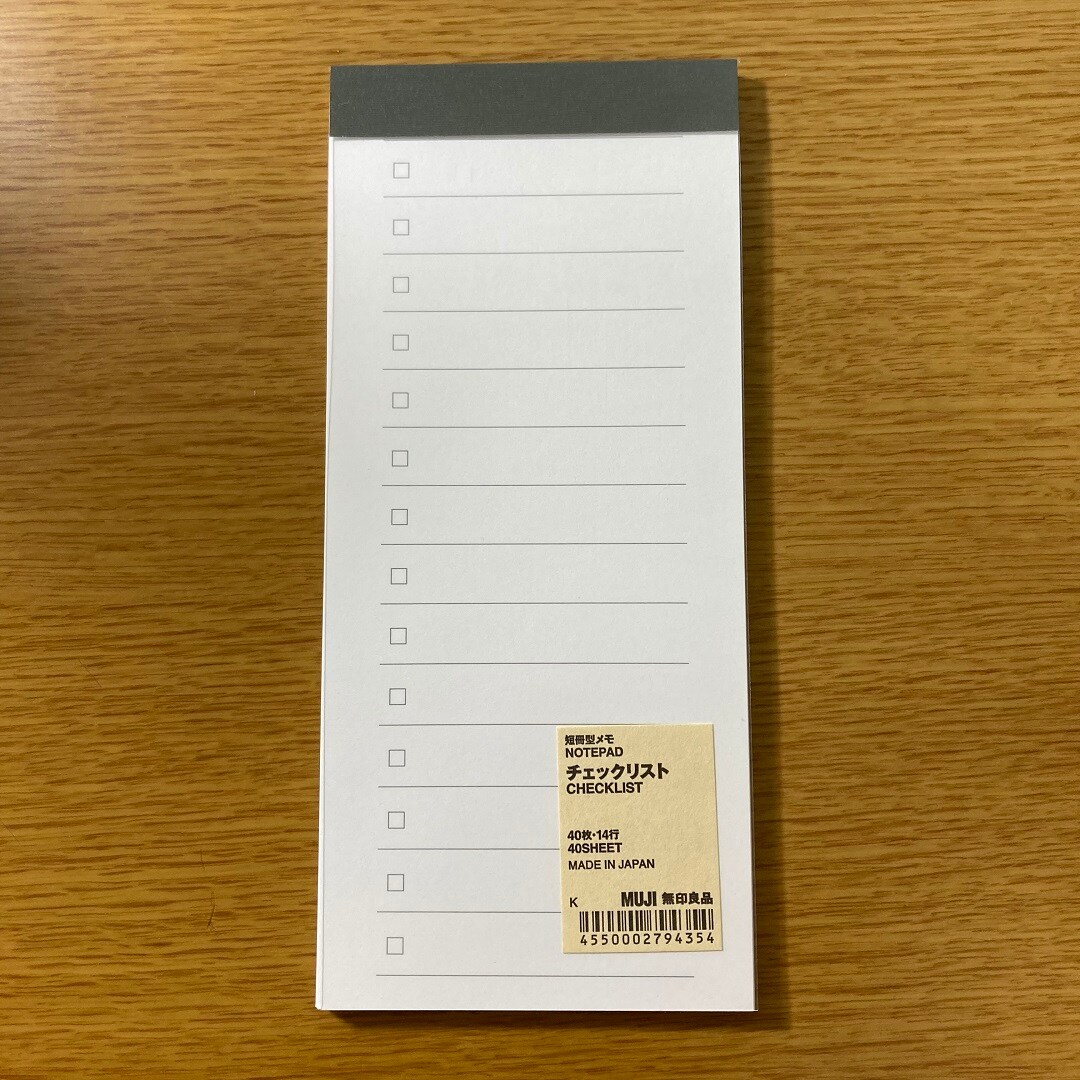 短冊型メモ
NOTEPAD
チェックリスト
CHECKLIST
40枚・14行
40SHEET
MADE IN JAPAN
K MUJI 無印良品
4550002794354